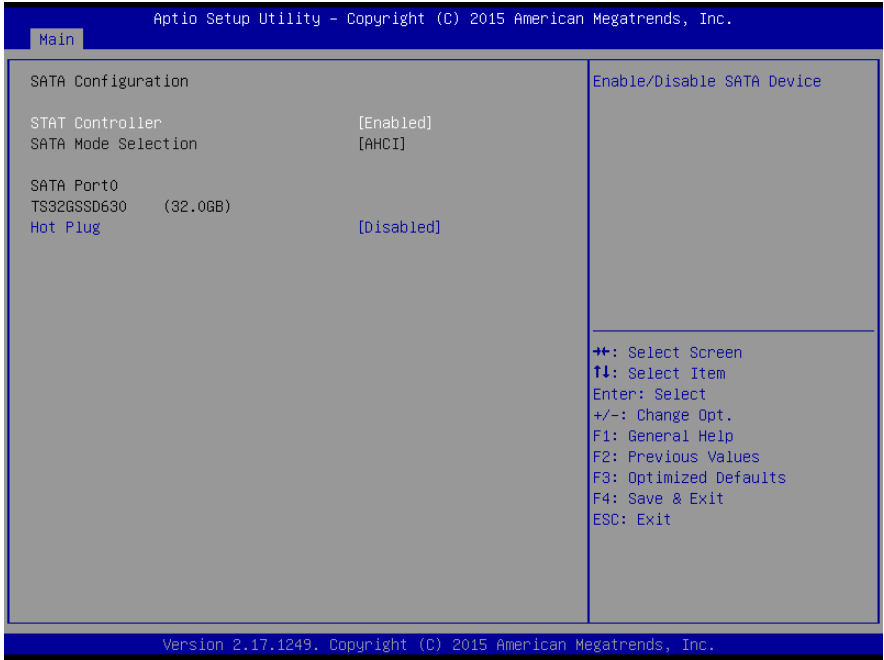 Aptio Setup Utility – Copyright (C) 2015 American Megatrends, Inc.
Main
SATA Configuration
STAT Controller [Enabled]
SATA Mode Selection [AHCI]
SATA Port0
TS32GSSD630 (32.0GB)
Hot Plug [Disabled]
Enable/Disable SATA Device
→←: Select Screen
↑↓: Select Item
Enter: Select
+/-: Change Opt.
F1: General Help
F2: Previous Values
F3: Optimized Defaults
F4: Save & Exit
ESC: Exit
Version 2.17.1249. Copyright (C) 2015 American Megatrends, Inc.